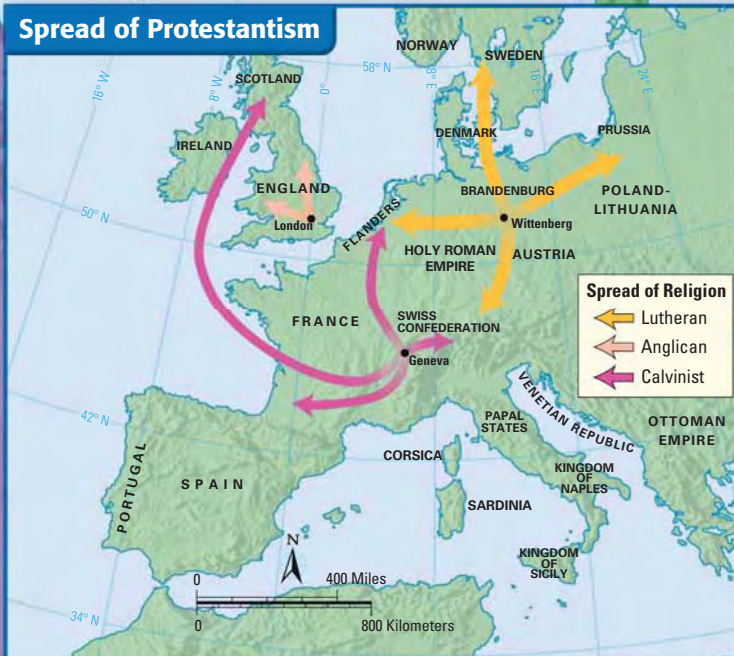 Spread of Protestantism
NORWAY
SWEDEN
58° N
16° W
8° W
0°
8° E
16° E
24° E
SCOTLAND
DENMARK
PRUSSIA
IRELAND
ENGLAND
BRANDENBURG
POLAND-
LITHUANIA
50° N
London
FLANDERS
Wittenberg
HOLY ROMAN
EMPIRE
AUSTRIA
Spread of Religion
Lutheran
Anglican
Calvinist
FRANCE
SWISS
CONFEDERATION
Geneva
42° N
PAPAL
STATES
VENETIAN REPUBLIC
OTTOMAN
EMPIRE
CORSICA
PORTUGAL
SPAIN
KINGDOM
OF
NAPLES
SARDINIA
N
KINGDOM
OF
SICILY
0 400 Miles
0 800 Kilometers
34° N